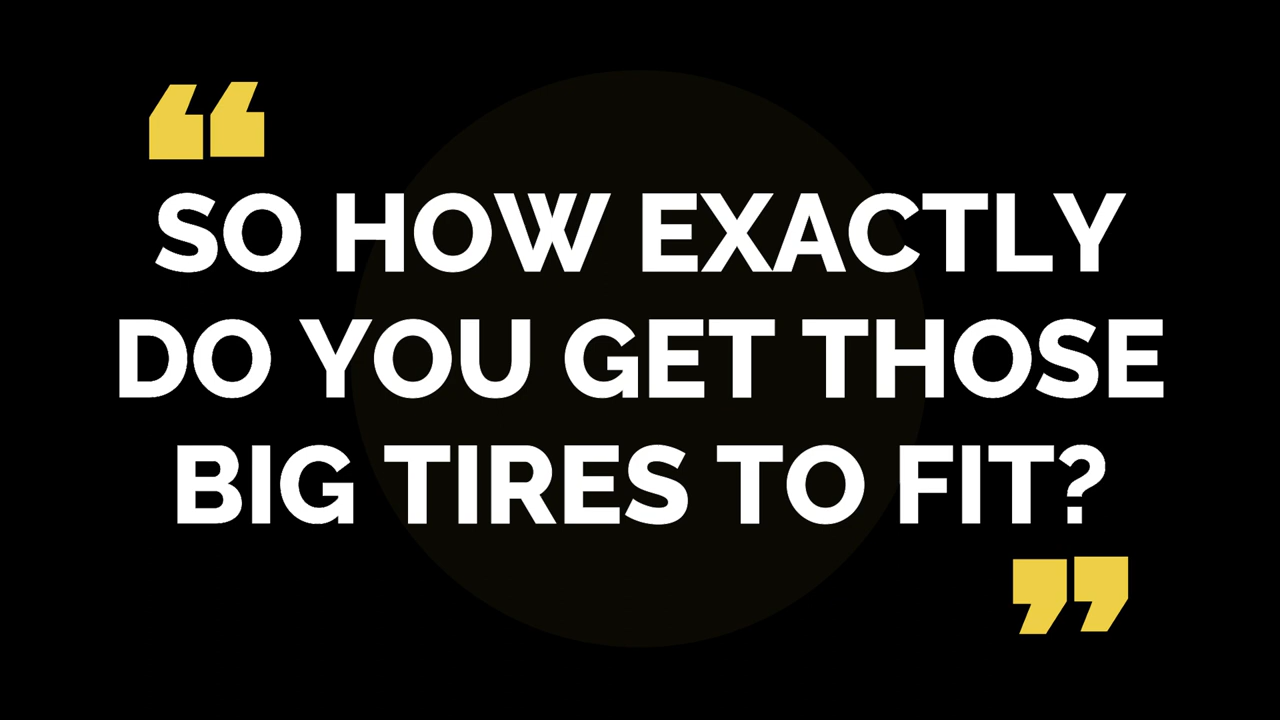 “
SO HOW EXACTLY
DO YOU GET THOSE
BIG TIRES TO FIT?
”